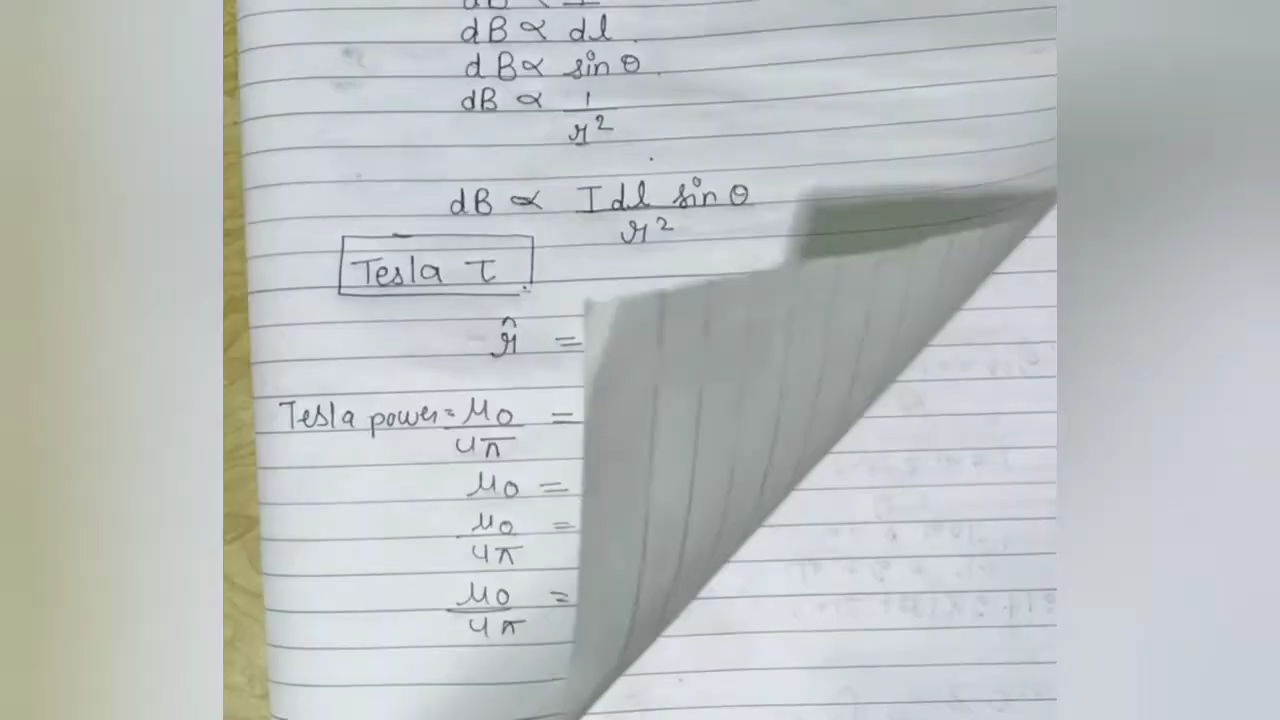 dB ∝ dl
dB ∝ sin θ
dB ∝ 1/r²
dB ∝ I dl sin θ / r²
Tesla τ
r̂ =
Tesla power = μ₀/4π =
μ₀ =
μ₀/4π =
μ₀/4π =